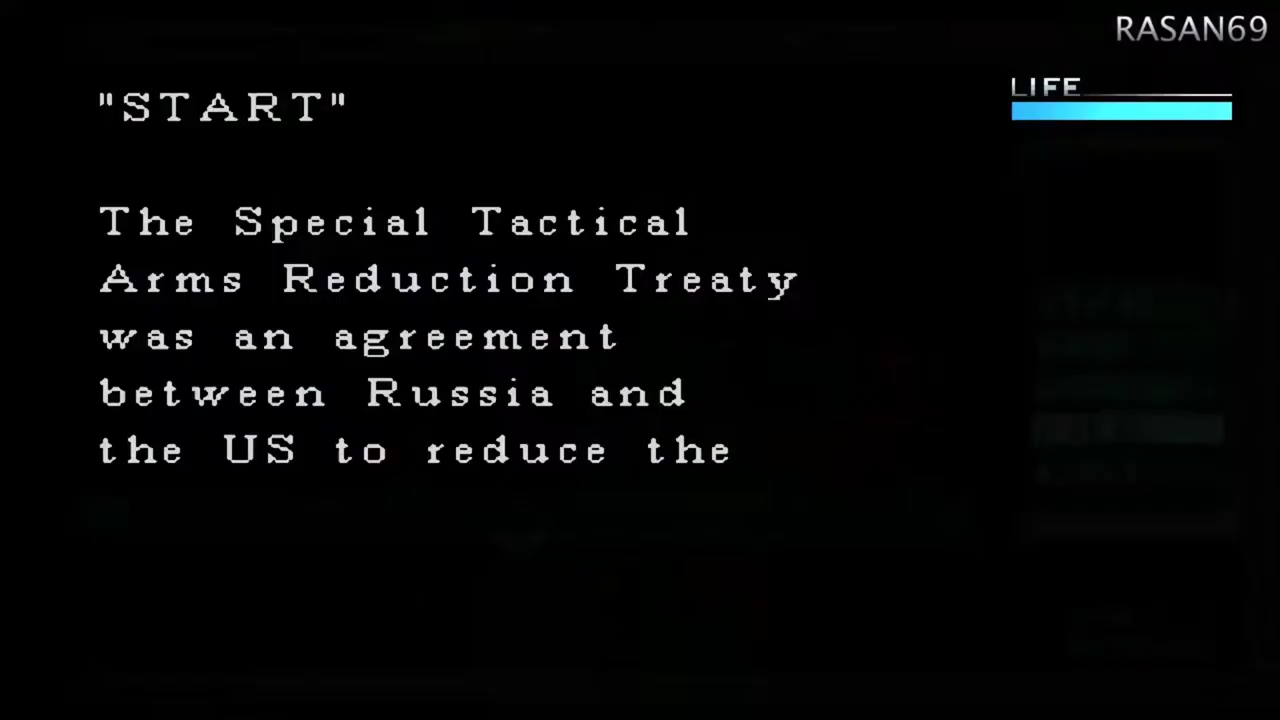 RASAN69
"START"
LIFE
The Special Tactical
Arms Reduction Treaty
was an agreement
between Russia and
the US to reduce the